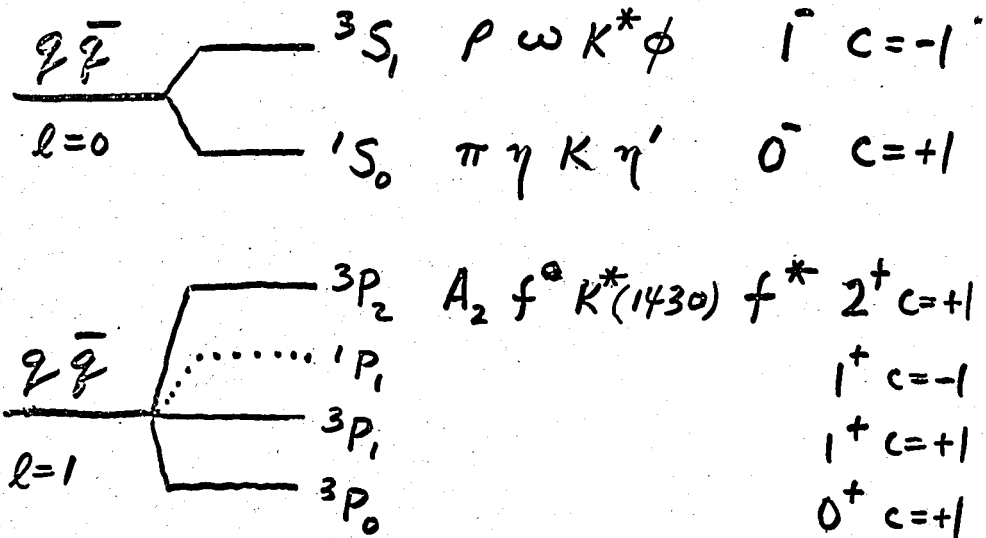 q q̄ ³S₁ ρ ω K* φ 1⁻ C=-1
l=0 ¹S₀ π η K η′ 0⁻ C=+1
³P₂ A₂ f⁰ K*(1430) f* 2⁺ C=+1
q q̄ ¹P₁ 1⁺ C=-1
³P₁ 1⁺ C=+1
l=1 ³P₀ 0⁺ C=+1